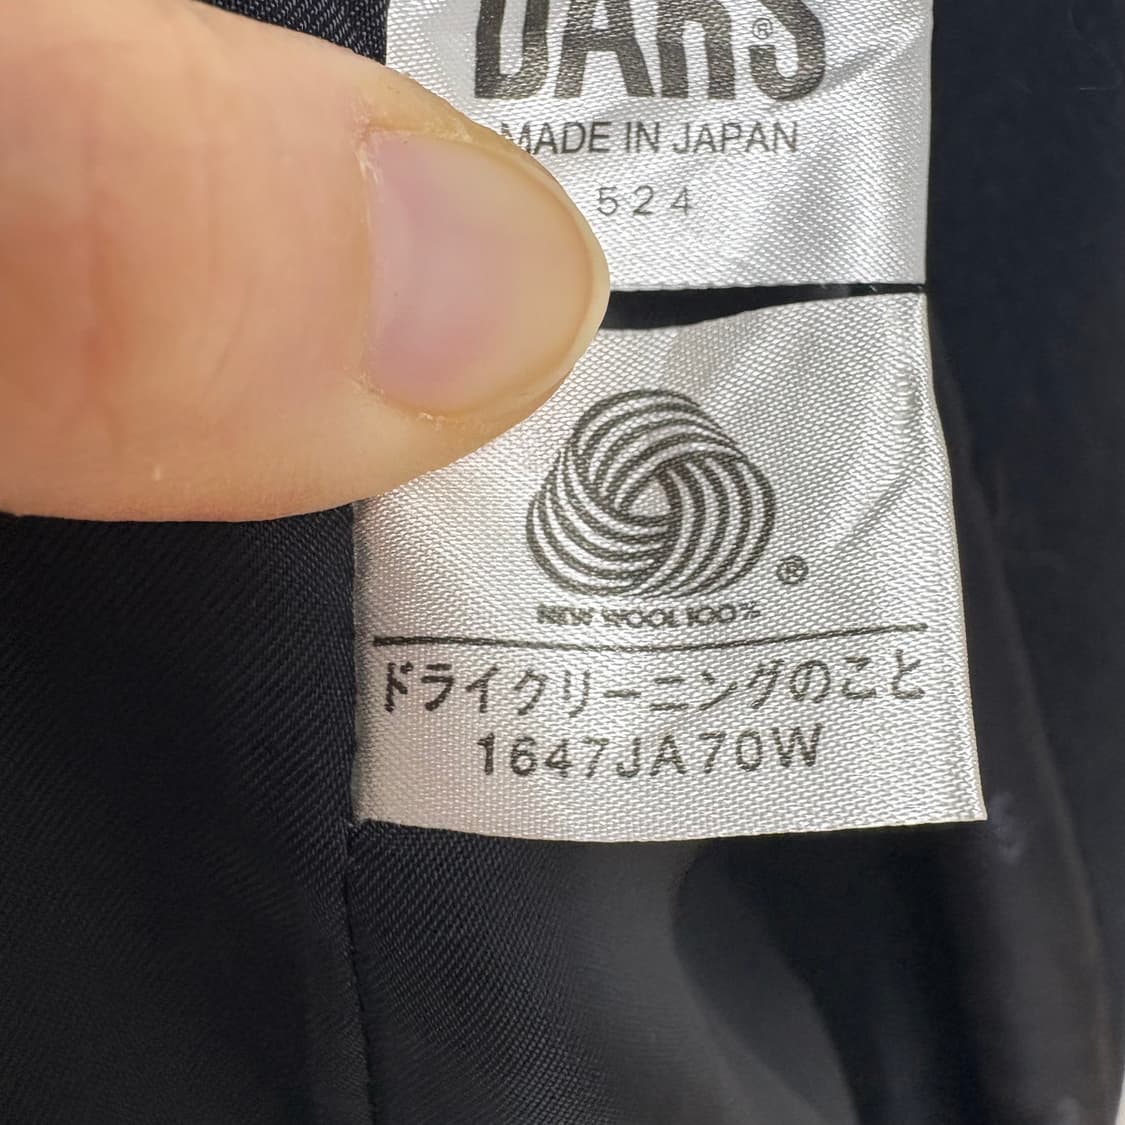 DARS®
MADE IN JAPAN
524
®
NEW WOOL 100%
ドライクリーニングのこと
1647JA70W